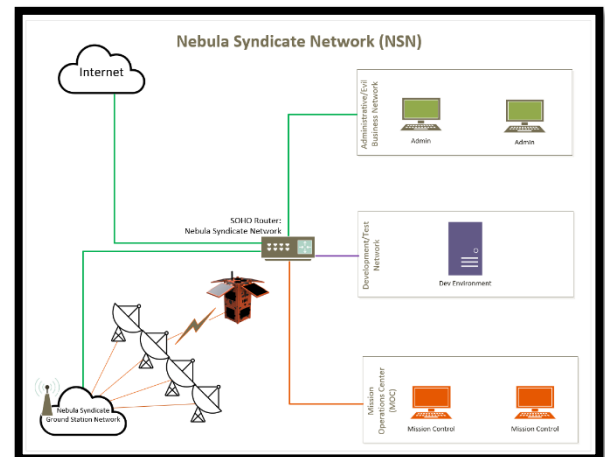 Nebula Syndicate Network (NSN)
Internet
Administrative/Evil
Business Network
Admin
Admin
SOHO Router:
Nebula Syndicate Network
Development/Test
Network
Dev Environment
Mission
Operations Center
(MOC)
Mission Control
Mission Control
Nebula Syndicate
Ground Station Network